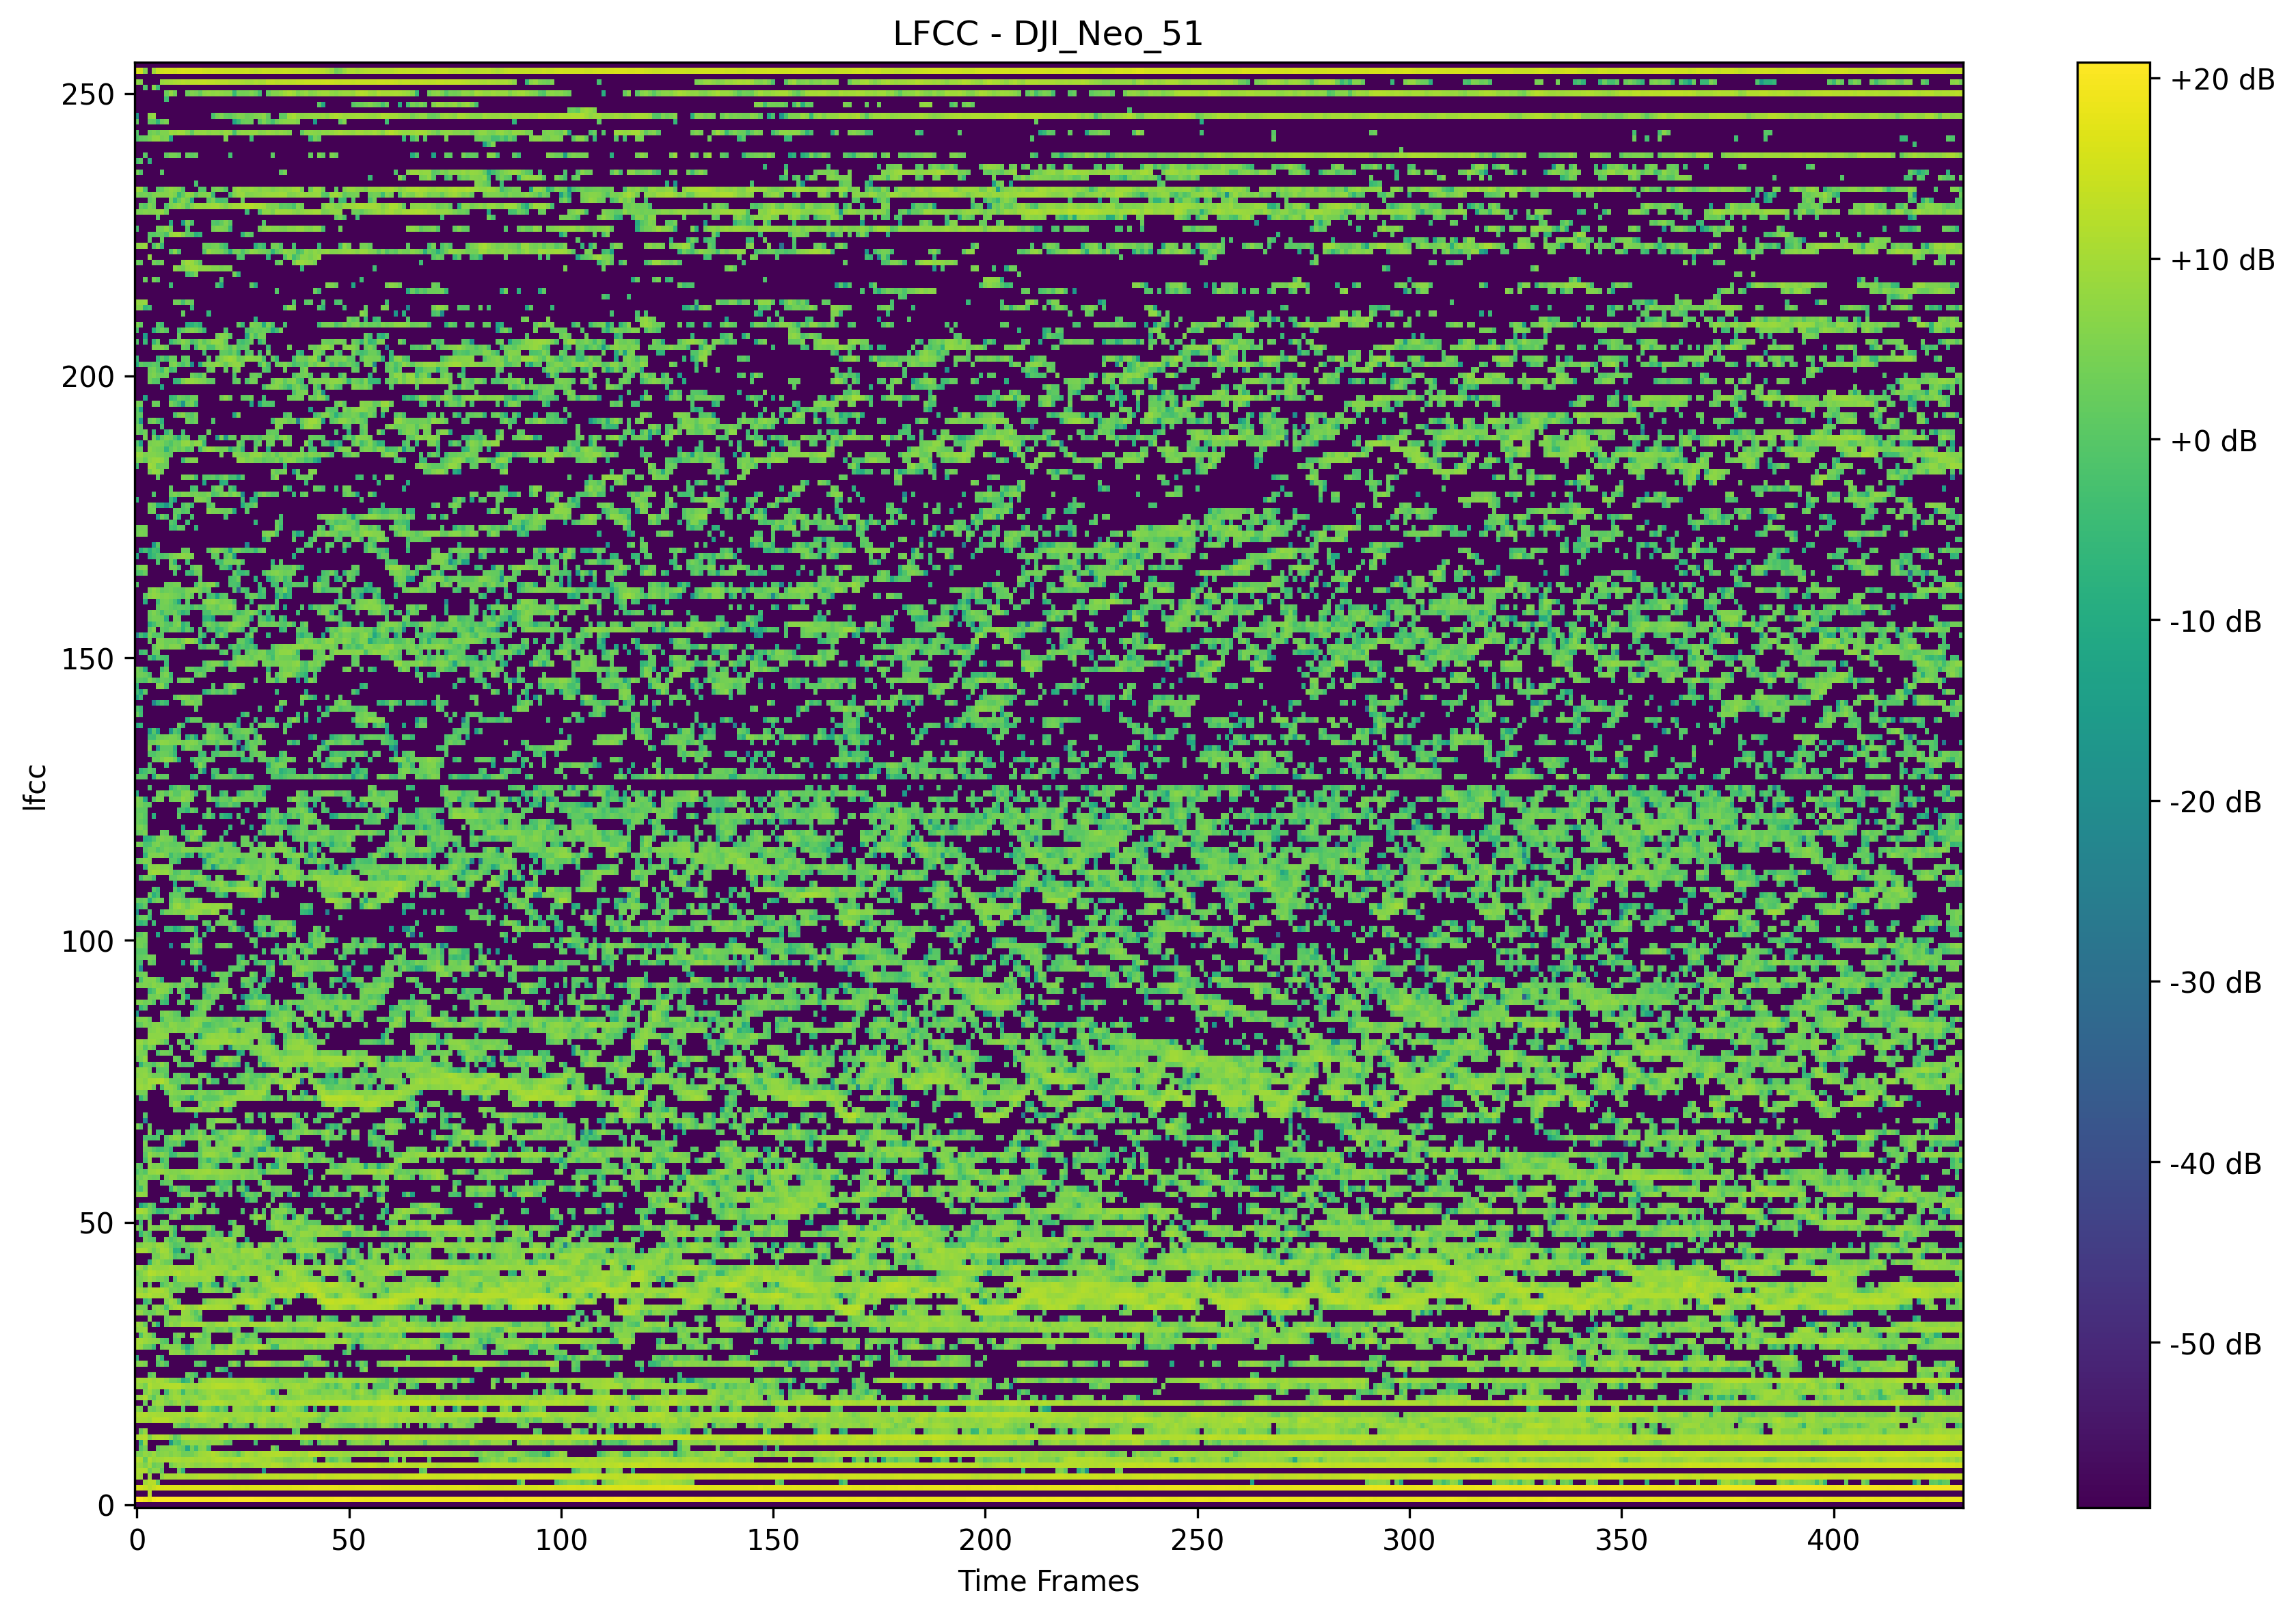 LFCC - DJI_Neo_51
250
200
150
100
50
0
lfcc
0 50 100 150 200 250 300 350 400
Time Frames
+20 dB
+10 dB
+0 dB
-10 dB
-20 dB
-30 dB
-40 dB
-50 dB